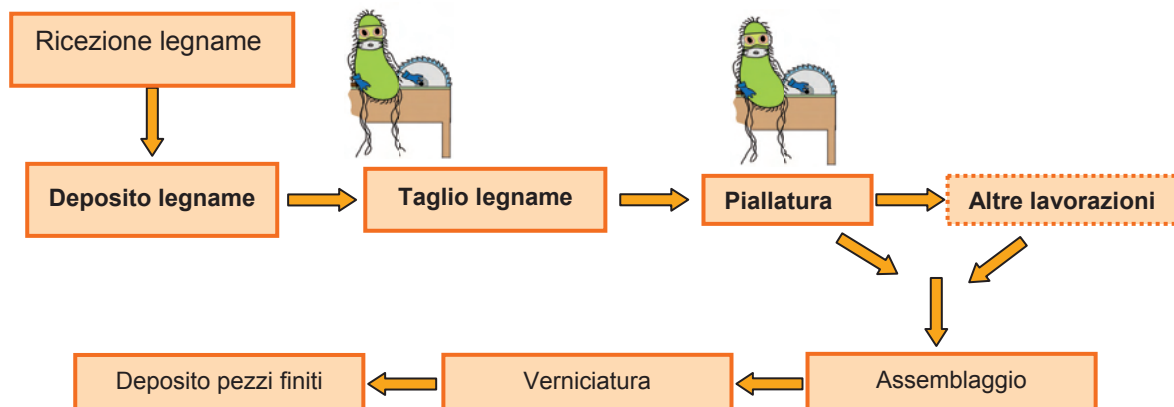 Ricezione legname
Deposito legname
Taglio legname
Piallatura
Altre lavorazioni
Deposito pezzi finiti
Verniciatura
Assemblaggio